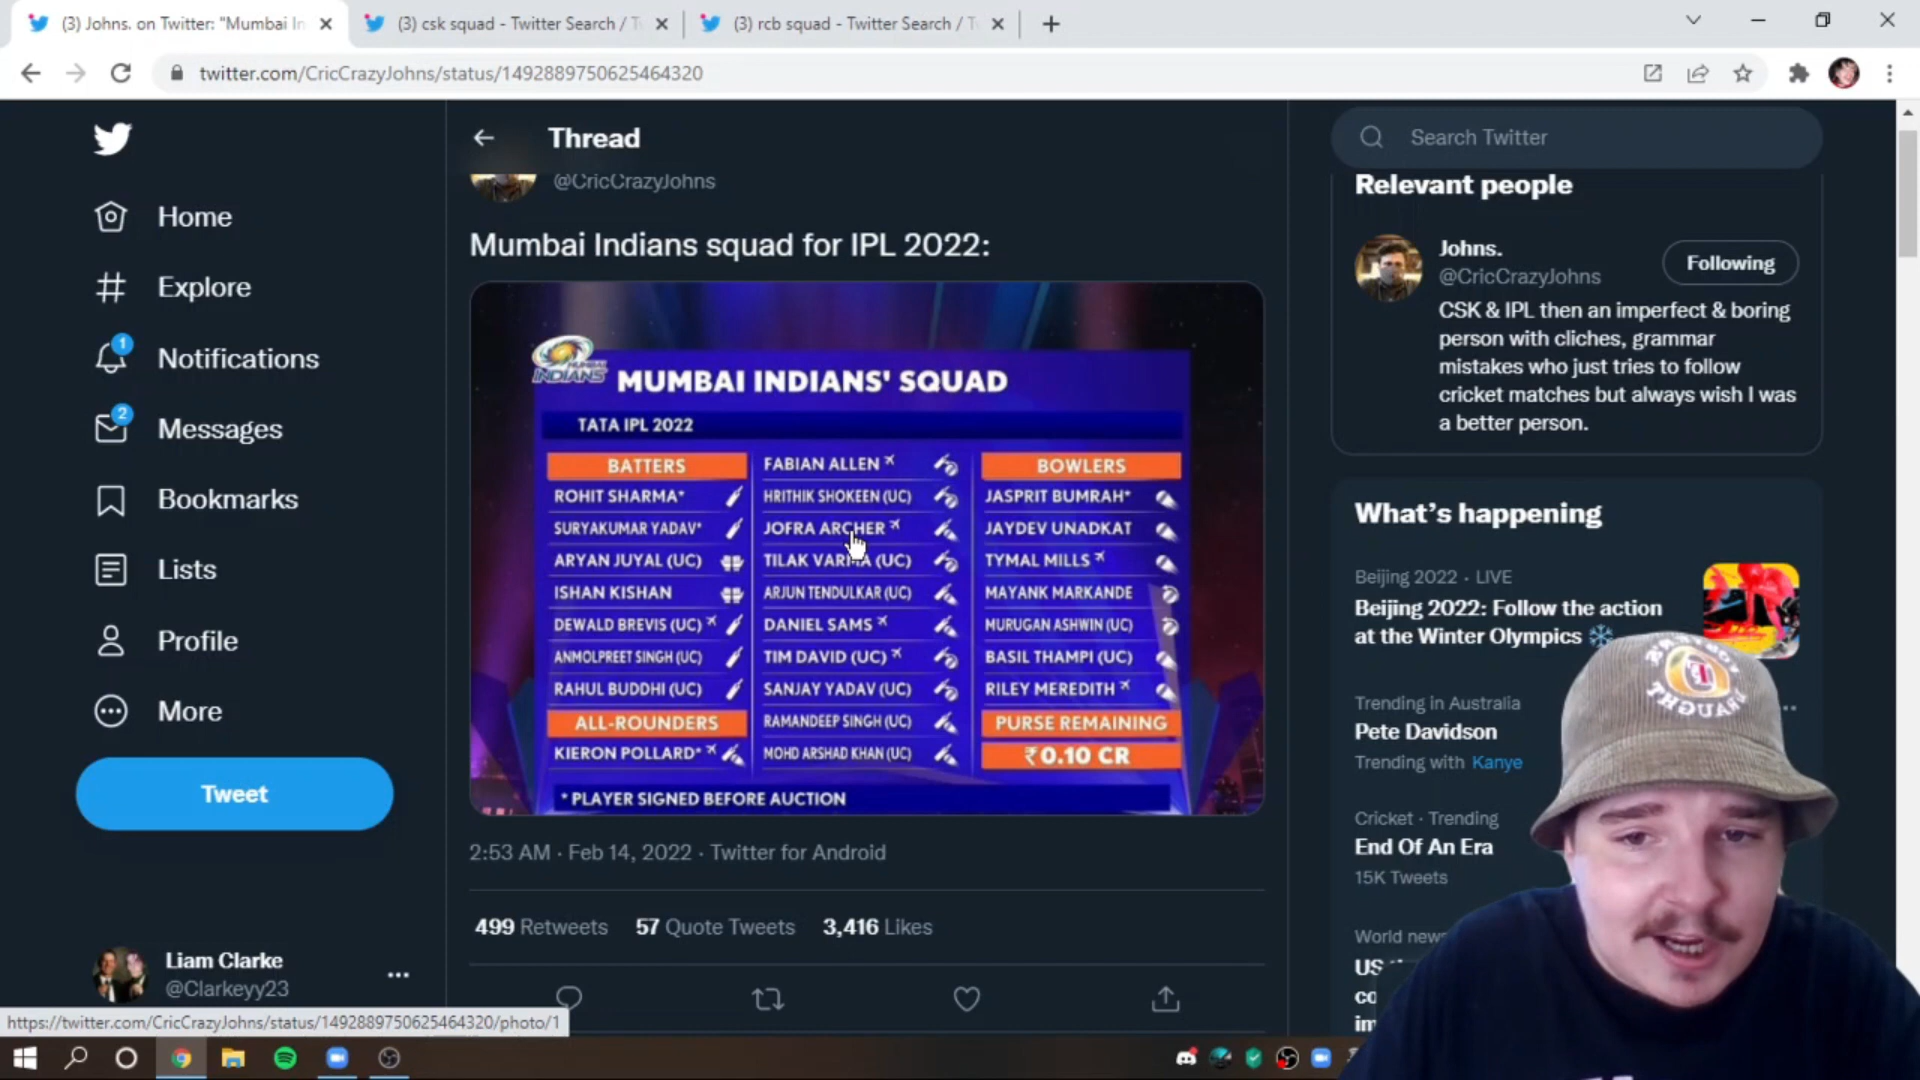 (3) Johns. on Twitter: "Mumbai In
(3) csk squad - Twitter Search / T
(3) rcb squad - Twitter Search / T
twitter.com/CricCrazyJohns/status/1492889750625464320
Home
Explore
1
Notifications
2
Messages
Bookmarks
Lists
Profile
More
Tweet
Liam Clarke
@Clarkeyy23
Thread
@CricCrazyJohns
Mumbai Indians squad for IPL 2022:
MUMBAI
INDIANS
MUMBAI INDIANS' SQUAD
TATA IPL 2022
BATTERS
ROHIT SHARMA*
SURYAKUMAR YADAV*
ARYAN JUYAL (UC)
ISHAN KISHAN
DEWALD BREVIS (UC)
ANMOLPREET SINGH (UC)
RAHUL BUDDHI (UC)
ALL-ROUNDERS
KIERON POLLARD*
FABIAN ALLEN
HRITHIK SHOKEEN (UC)
JOFRA ARCHER
TILAK VARMA (UC)
ARJUN TENDULKAR (UC)
DANIEL SAMS
TIM DAVID (UC)
SANJAY YADAV (UC)
RAMANDEEP SINGH (UC)
MOHD ARSHAD KHAN (UC)
BOWLERS
JASPRIT BUMRAH*
JAYDEV UNADKAT
TYMAL MILLS
MAYANK MARKANDE
MURUGAN ASHWIN (UC)
BASIL THAMPI (UC)
RILEY MEREDITH
PURSE REMAINING
₹0.10 CR
* PLAYER SIGNED BEFORE AUCTION
2:53 AM · Feb 14, 2022 · Twitter for Android
499 Retweets 57 Quote Tweets 3,416 Likes
Search Twitter
Relevant people
Johns.
@CricCrazyJohns
Following
CSK & IPL then an imperfect & boring
person with cliches, grammar
mistakes who just tries to follow
cricket matches but always wish I was
a better person.
What's happening
Beijing 2022 · LIVE
Beijing 2022: Follow the action
at the Winter Olympics
Trending in Australia
Pete Davidson
Trending with Kanye
Cricket · Trending
End Of An Era
15K Tweets
World news
US
co
im
https://twitter.com/CricCrazyJohns/status/1492889750625464320/photo/1